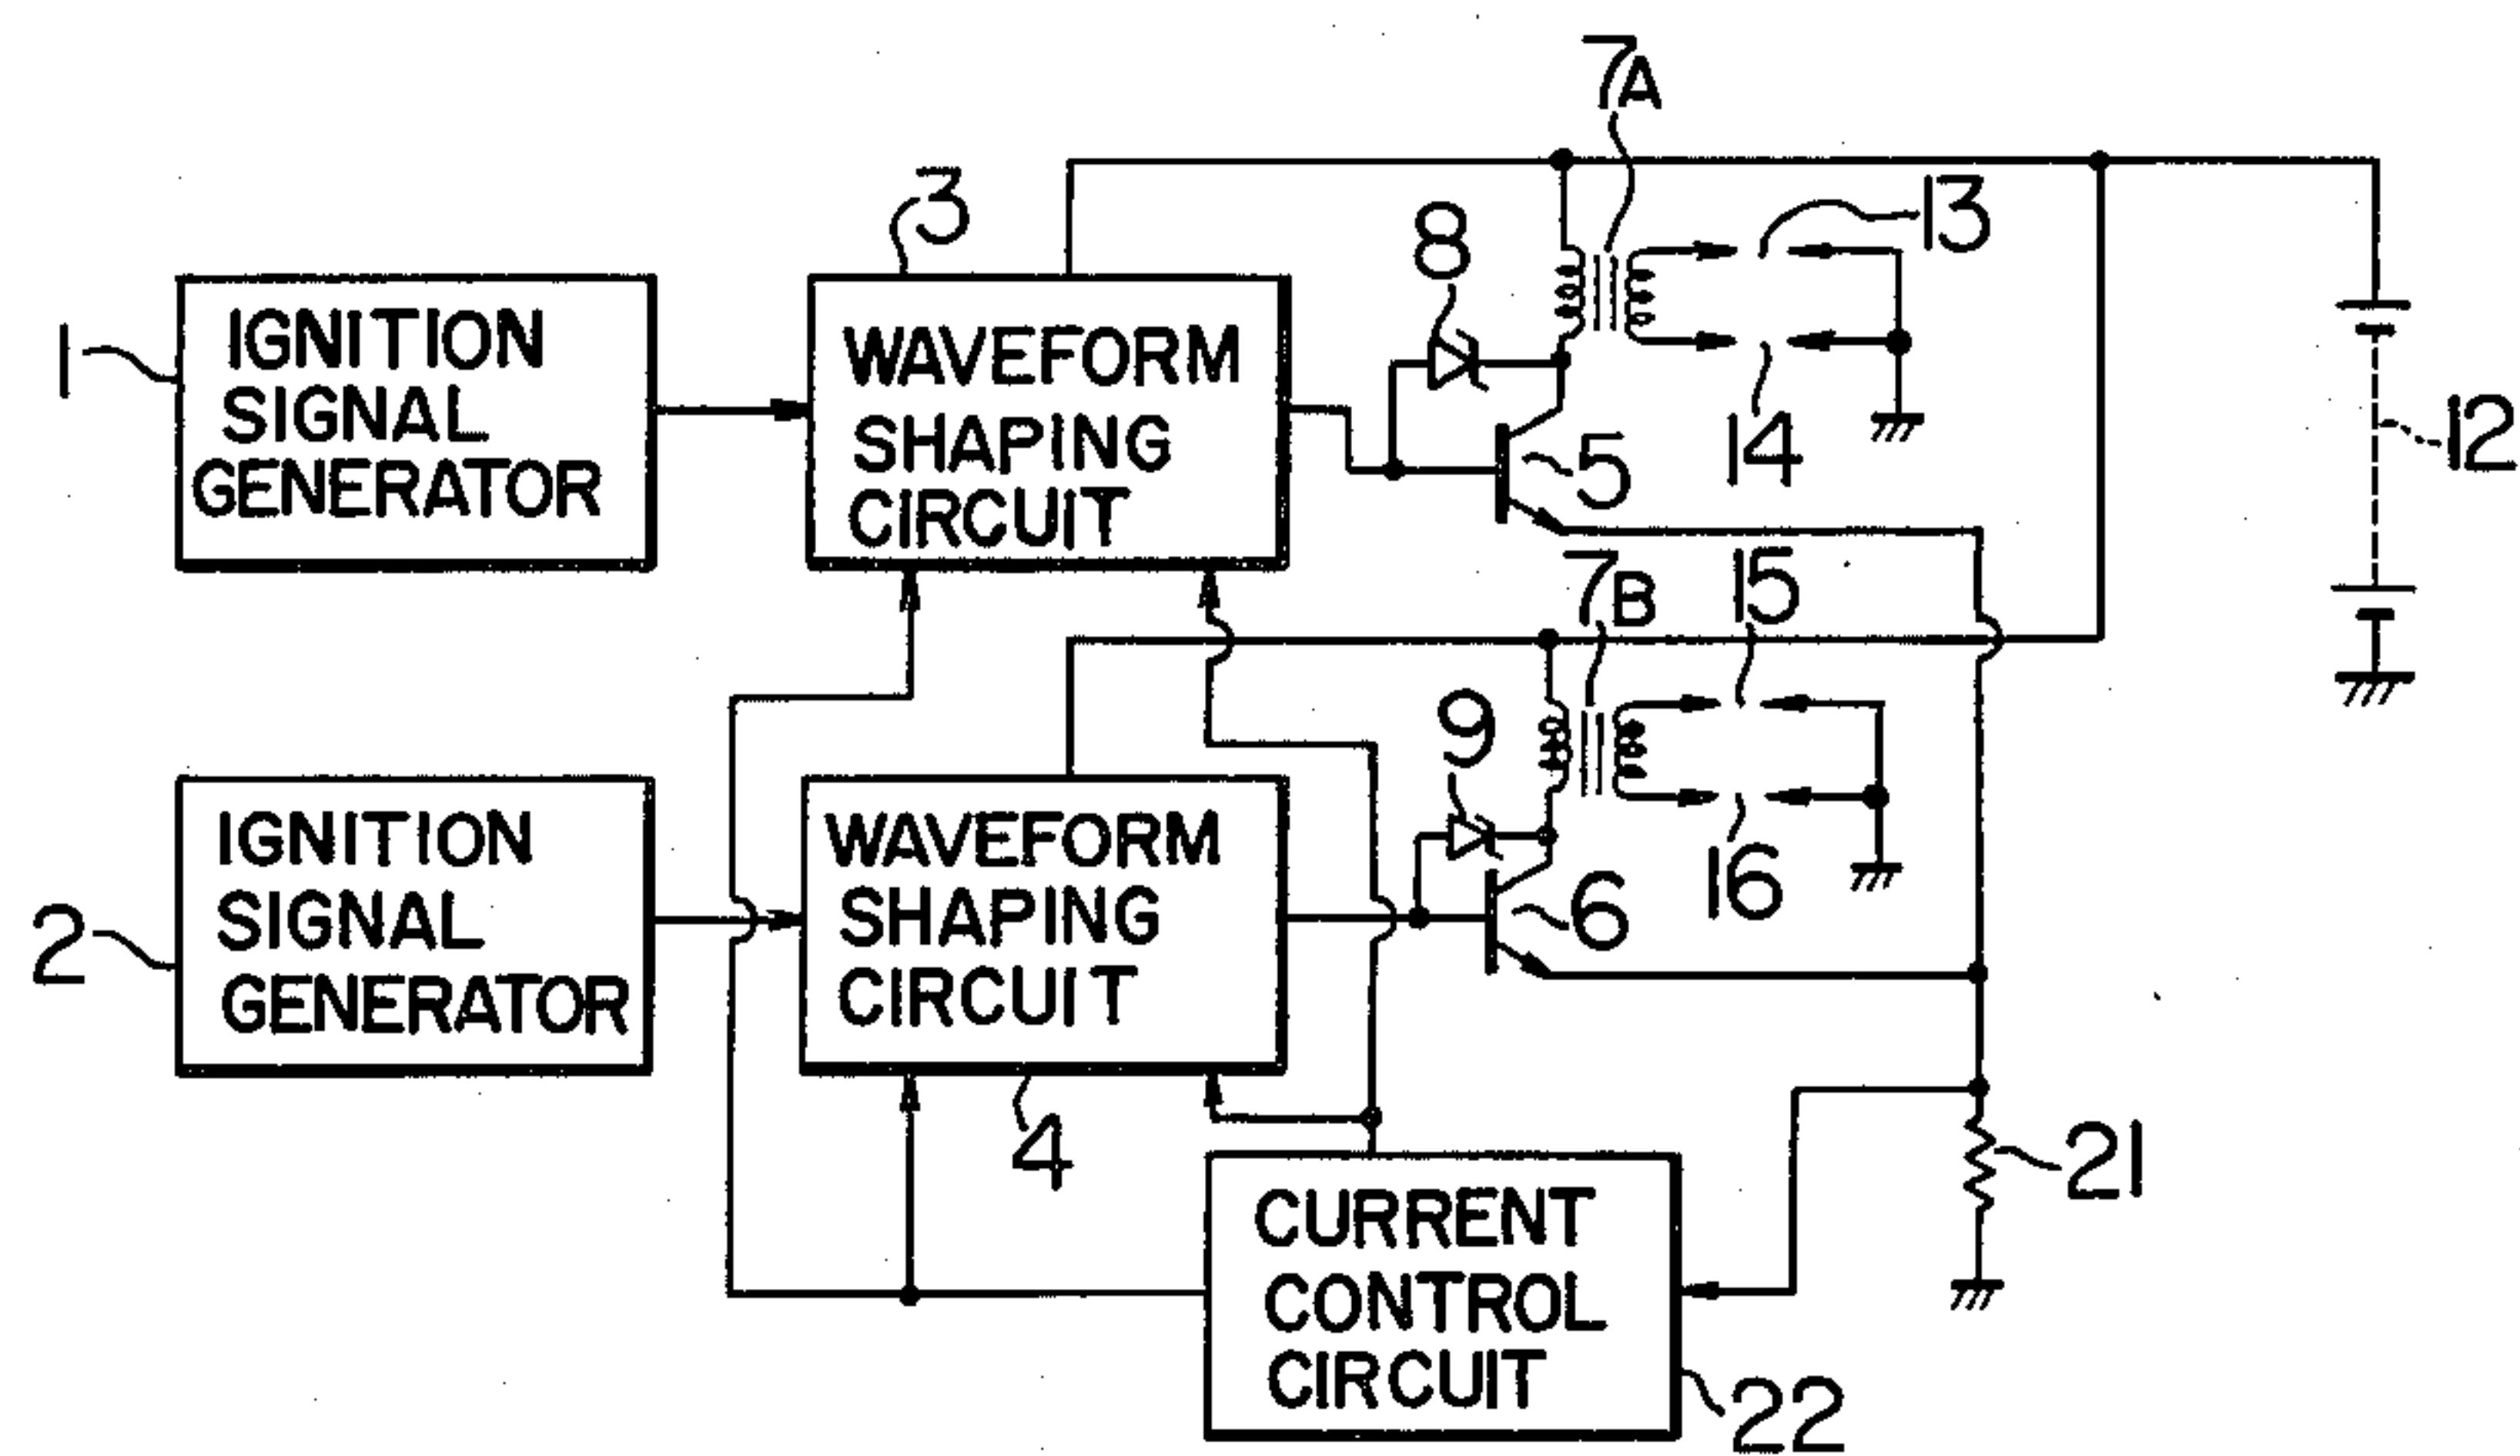 7A
3
13
8
1
IGNITION
SIGNAL
GENERATOR
WAVEFORM
SHAPING
CIRCUIT
5
14
12
7B
15
9
2
IGNITION
SIGNAL
GENERATOR
WAVEFORM
SHAPING
CIRCUIT
6
16
4
21
CURRENT
CONTROL
CIRCUIT
22